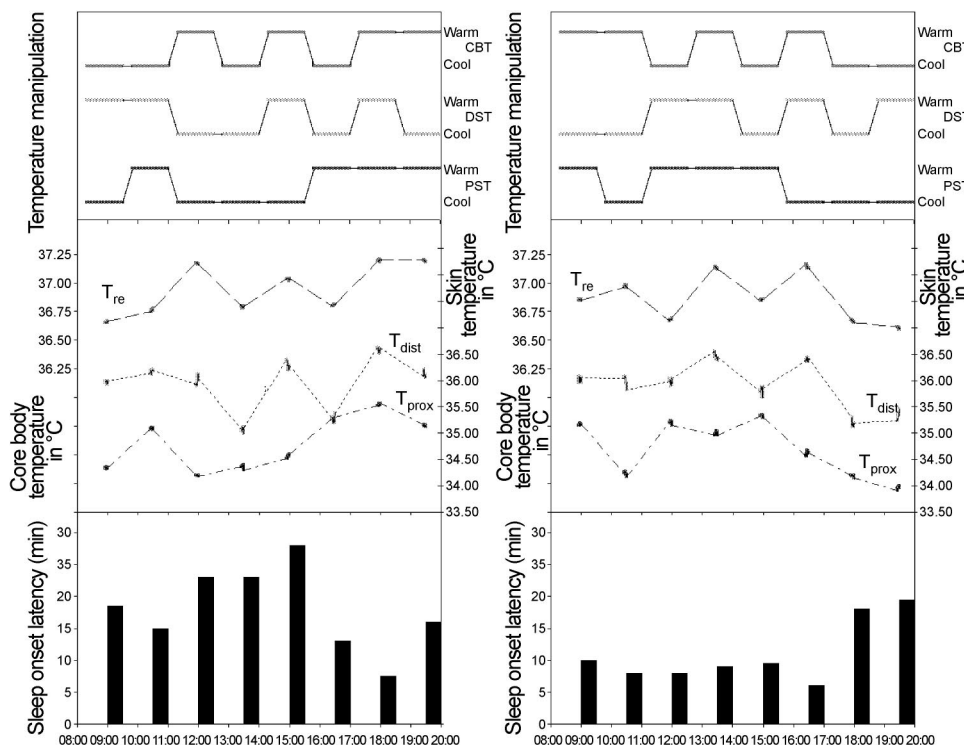 Temperature manipulation
Warm
CBT
Cool
Warm
DST
Cool
Warm
PST
Cool
Temperature manipulation
Warm
CBT
Cool
Warm
DST
Cool
Warm
PST
Cool
Core body temperature in °C
37.25
37.00
36.75
36.50
36.25
T re
T dist
T prox
Skin temperature in °C
36.50
36.00
35.50
35.00
34.50
34.00
33.50
Core body temperature in °C
37.25
37.00
36.75
36.50
36.25
T re
T dist
T prox
Skin temperature in °C
36.50
36.00
35.50
35.00
34.50
34.00
33.50
Sleep onset latency (min)
30
35
20
15
10
5
0
08:00 09:00 10:00 11:00 12:00 13:00 14:00 15:00 16:00 17:00 18:00 19:00 20:00
Sleep onset latency (min)
30
35
20
15
10
5
0
08:00 09:00 10:00 11:00 12:00 13:00 14:00 15:00 16:00 17:00 18:00 19:00 20:00